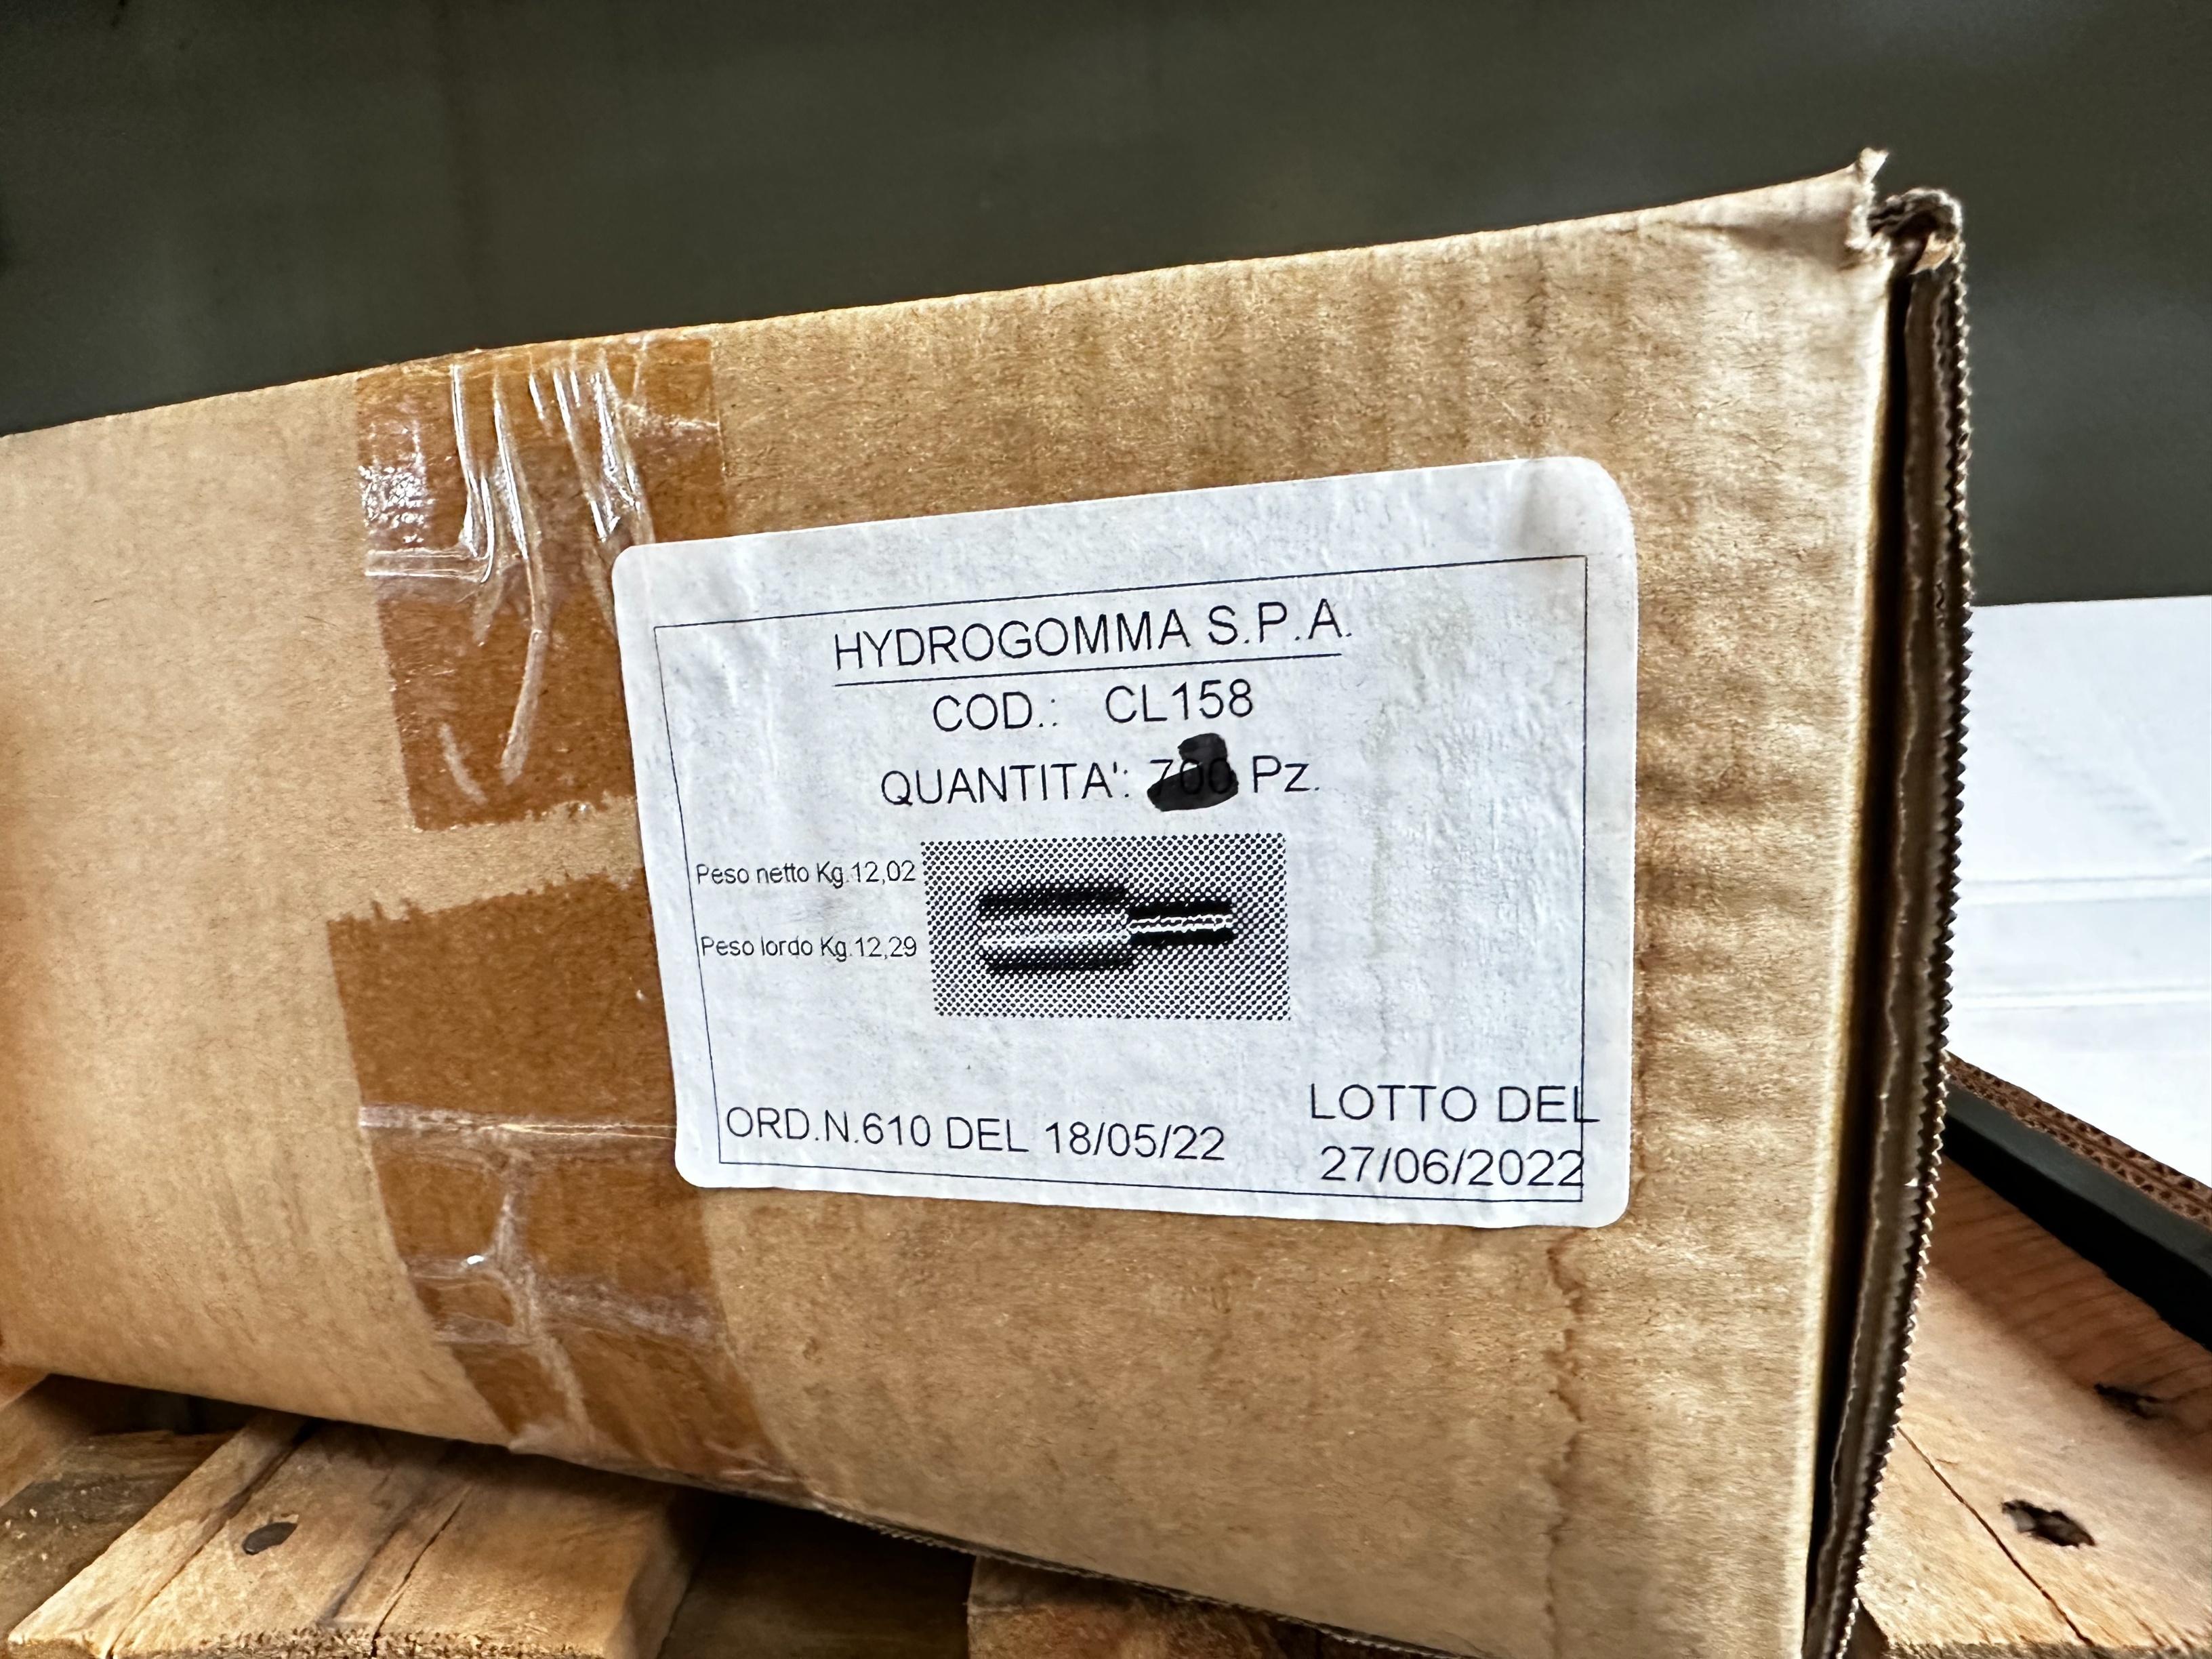 HYDROGOMMA S.P.A.
COD.: CL158
QUANTITA': 700 Pz.
Peso netto Kg.12,02
Peso lordo Kg.12,29
ORD.N.610 DEL 18/05/22
LOTTO DEL
27/06/2022